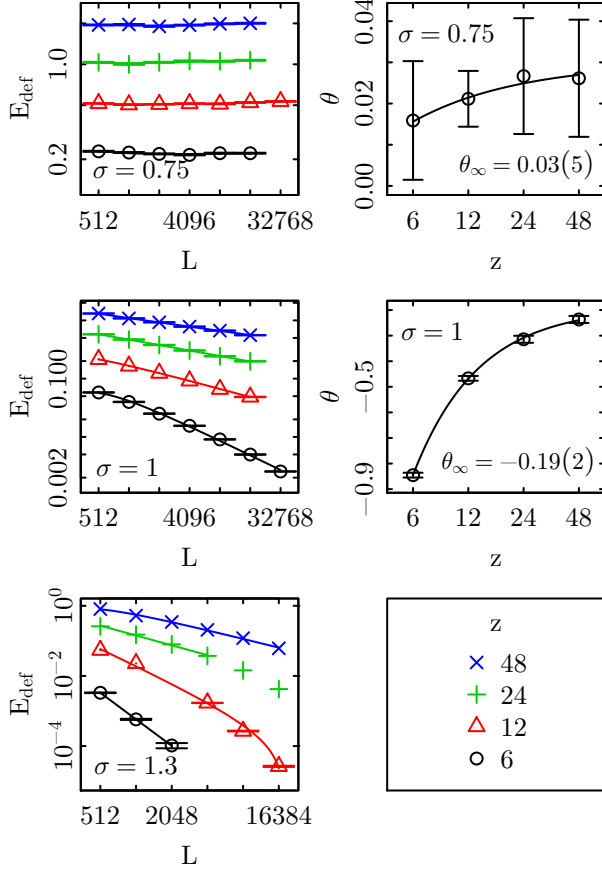 E_def
1.0
0.2
σ = 0.75
512
4096
32768
L
θ
0.04
0.02
0.00
σ = 0.75
θ_∞ = 0.03(5)
6
12
24
48
z
E_def
0.100
0.002
σ = 1
512
4096
32768
L
θ
−0.5
−0.9
σ = 1
θ_∞ = −0.19(2)
6
12
24
48
z
E_def
10^0
10^−2
10^−4
σ = 1.3
512
2048
16384
L
z
48
24
12
6